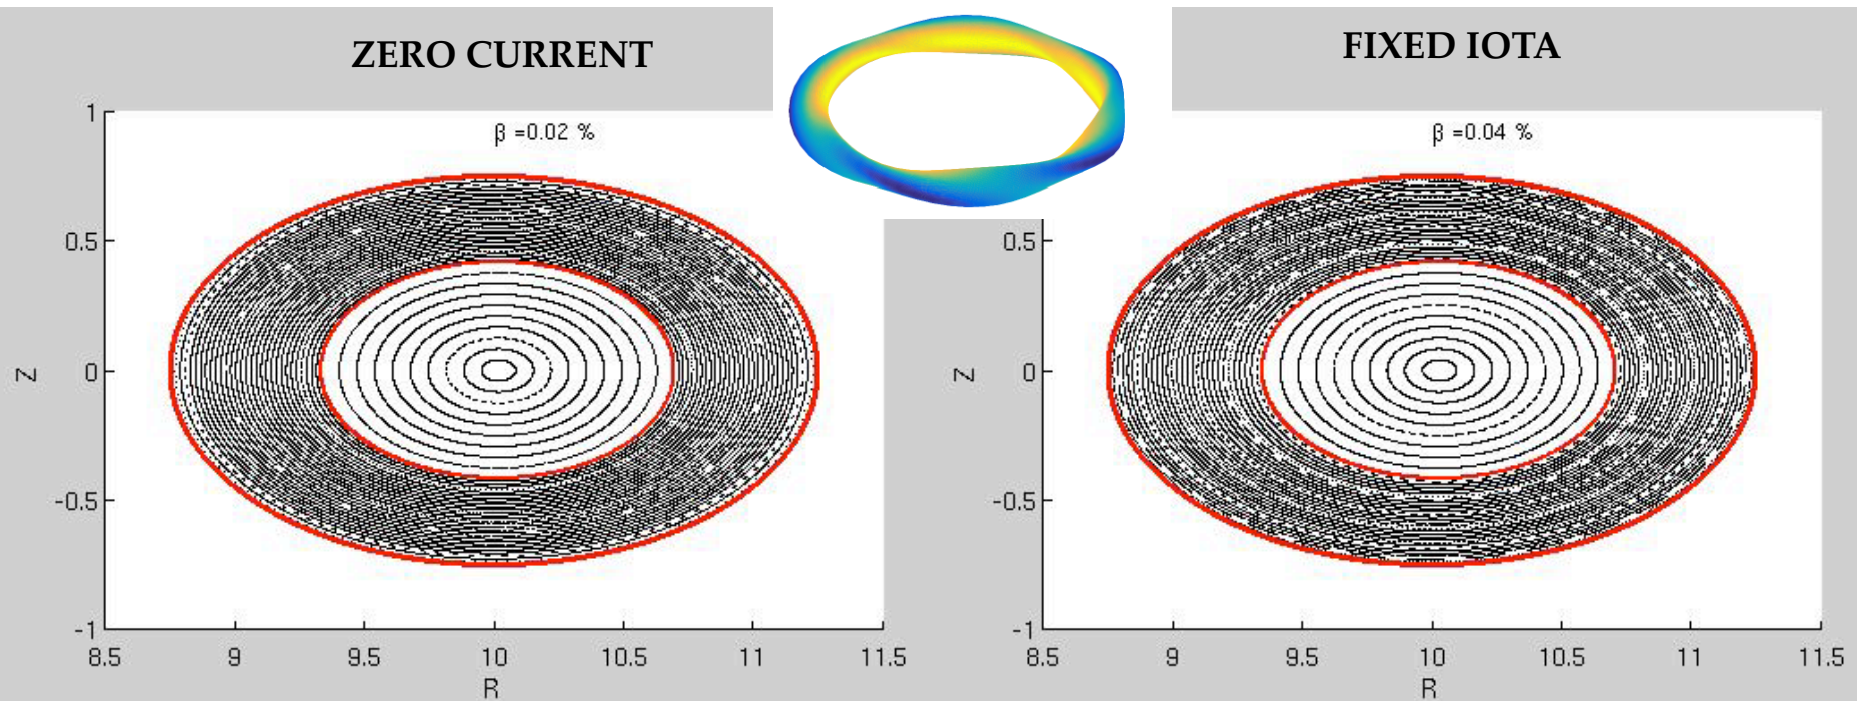 ZERO CURRENT
β =0.02 %
1
0.5
0
-0.5
-1
Z
8.5 9 9.5 10 10.5 11 11.5
R
FIXED IOTA
β =0.04 %
0.5
0
-0.5
-1
Z
8.5 9 9.5 10 10.5 11 11.5
R